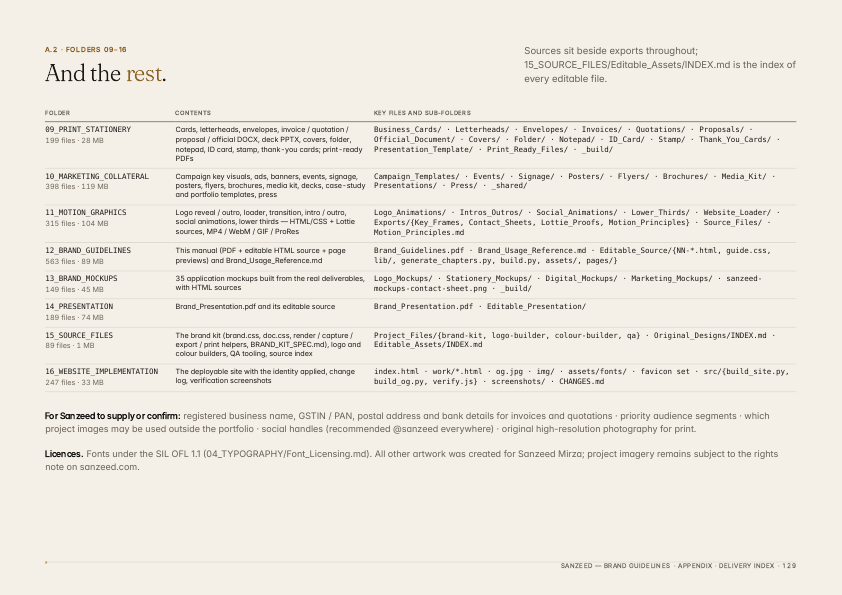 A.2 · FOLDERS 09–16
And the rest.
Sources sit beside exports throughout;
15_SOURCE_FILES/Editable_Assets/INDEX.md is the index of
every editable file.
FOLDER CONTENTS KEY FILES AND SUB-FOLDERS
09_PRINT_STATIONERY
199 files · 28 MB
Cards, letterheads, envelopes, invoice / quotation /
proposal / official DOCX, deck PPTX, covers, folder,
notepad, ID card, stamp, thank-you cards; print-ready
PDFs
Business_Cards/ · Letterheads/ · Envelopes/ · Invoices/ · Quotations/ · Proposals/ ·
Official_Document/ · Covers/ · Folder/ · Notepad/ · ID_Card/ · Stamp/ · Thank_You_Cards/ ·
Presentation_Template/ · Print_Ready_Files/ · _build/
10_MARKETING_COLLATERAL
398 files · 119 MB
Campaign key visuals, ads, banners, events, signage,
posters, flyers, brochures, media kit, decks, case-study
and portfolio templates, press
Campaign_Templates/ · Events/ · Signage/ · Posters/ · Flyers/ · Brochures/ · Media_Kit/ ·
Presentations/ · Press/ · _shared/
11_MOTION_GRAPHICS
315 files · 104 MB
Logo reveal / outro, loader, transition, intro / outro,
social animations, lower thirds — HTML/CSS + Lottie
sources, MP4 / WebM / GIF / ProRes
Logo_Animations/ · Intros_Outros/ · Social_Animations/ · Lower_Thirds/ · Website_Loader/ ·
Exports/{Key_Frames, Contact_Sheets, Lottie_Proofs, Motion_Principles} · Source_Files/ ·
Motion_Principles.md
12_BRAND_GUIDELINES
563 files · 89 MB
This manual (PDF + editable HTML source + page
previews) and Brand_Usage_Reference.md
Brand_Guidelines.pdf · Brand_Usage_Reference.md · Editable_Source/{NN-*.html, guide.css,
lib/, generate_chapters.py, build.py, assets/, pages/}
13_BRAND_MOCKUPS
149 files · 45 MB
35 application mockups built from the real deliverables,
with HTML sources
Logo_Mockups/ · Stationery_Mockups/ · Digital_Mockups/ · Marketing_Mockups/ · sanzeed-
mockups-contact-sheet.png · _build/
14_PRESENTATION
189 files · 74 MB
Brand_Presentation.pdf and its editable source
Brand_Presentation.pdf · Editable_Presentation/
15_SOURCE_FILES
89 files · 1 MB
The brand kit (brand.css, doc.css, render / capture /
export / print helpers, BRAND_KIT_SPEC.md), logo and
colour builders, QA tooling, source index
Project_Files/{brand-kit, logo-builder, colour-builder, qa} · Original_Designs/INDEX.md ·
Editable_Assets/INDEX.md
16_WEBSITE_IMPLEMENTATION
247 files · 33 MB
The deployable site with the identity applied, change
log, verification screenshots
index.html · work/*.html · og.jpg · img/ · assets/fonts/ · favicon set · src/{build_site.py,
build_og.py, verify.js} · screenshots/ · CHANGES.md
For Sanzeed to supply or confirm: registered business name, GSTIN / PAN, postal address and bank details for invoices and quotations · priority audience segments · which
project images may be used outside the portfolio · social handles (recommended @sanzeed everywhere) · original high-resolution photography for print.
Licences. Fonts under the SIL OFL 1.1 (04_TYPOGRAPHY/Font_Licensing.md). All other artwork was created for Sanzeed Mirza; project imagery remains subject to the rights
note on sanzeed.com.
SANZEED — BRAND GUIDELINES · APPENDIX · DELIVERY INDEX · 129